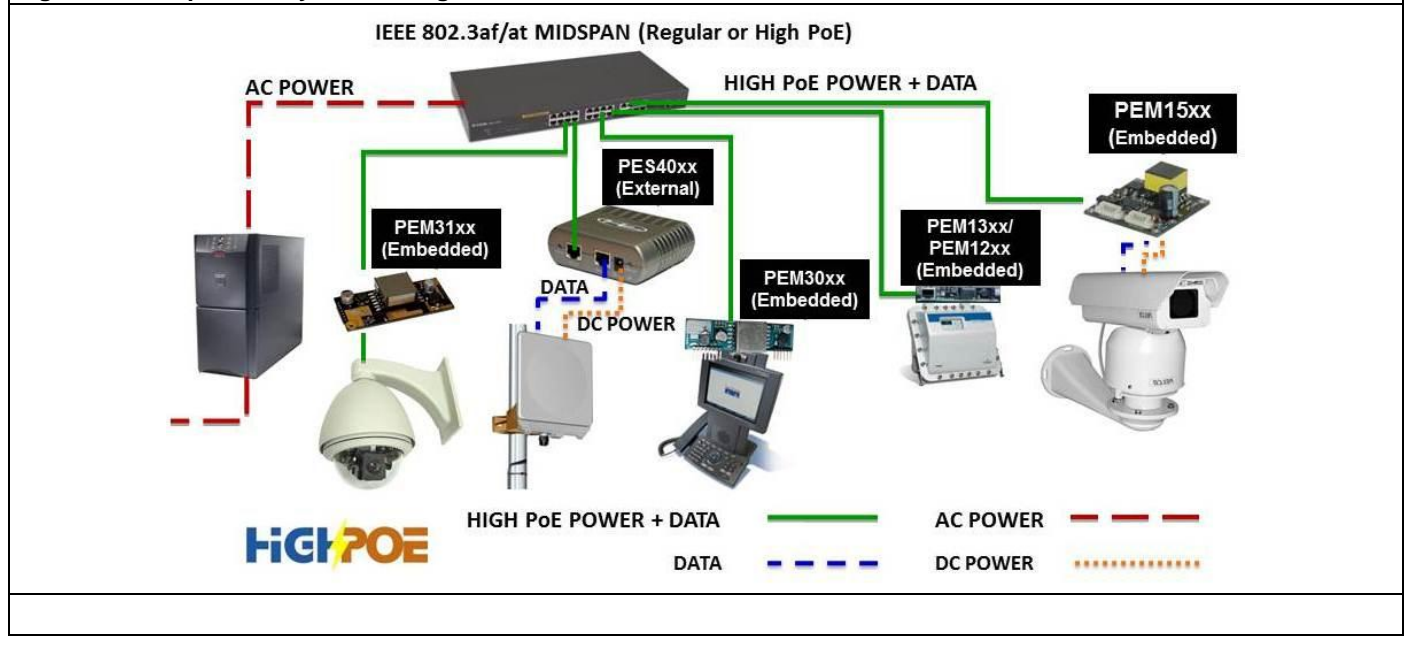 IEEE 802.3af/at MIDSPAN (Regular or High PoE)
AC POWER
HIGH PoE POWER + DATA
PEM15xx
(Embedded)
PES40xx
(External)
PEM31xx
(Embedded)
PEM13xx/
PEM12xx
(Embedded)
PEM30xx
(Embedded)
DATA
DC POWER
HIGH PoE POWER + DATA
AC POWER
DATA
DC POWER
HIGHPOE